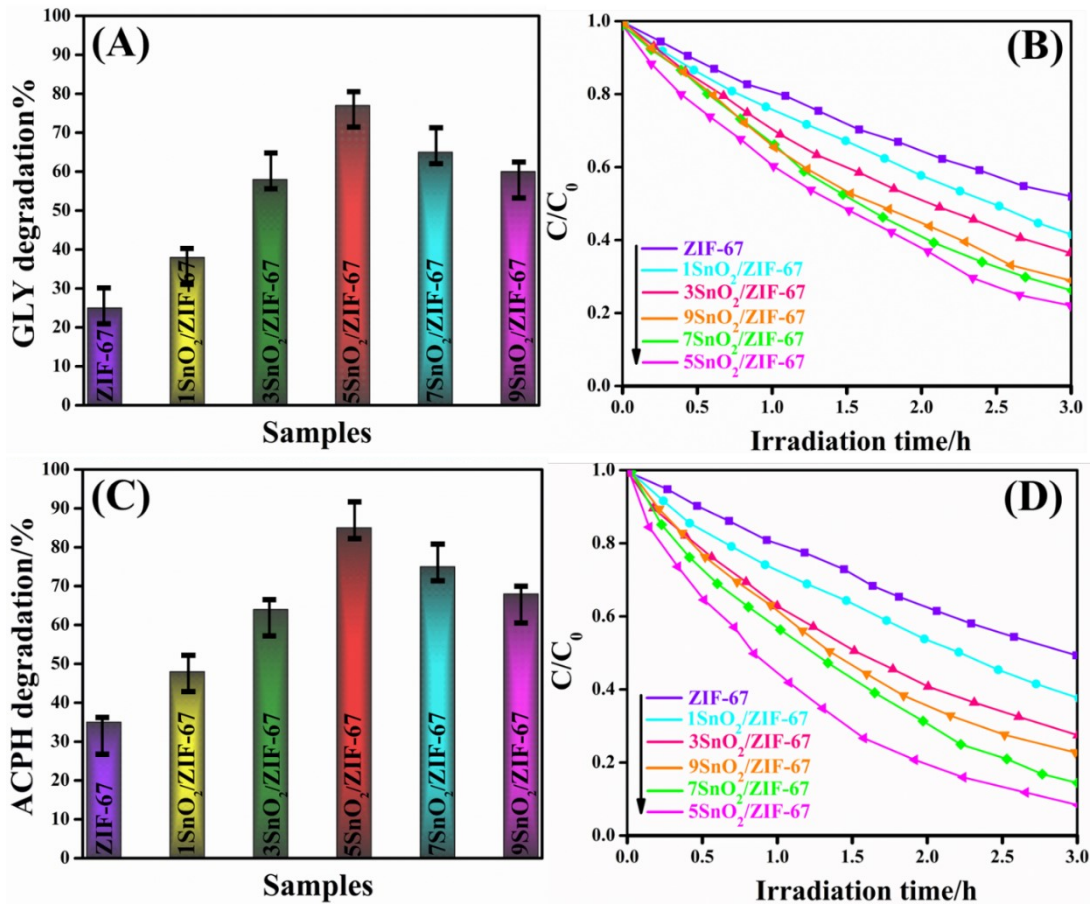 (A)
GLY degradation%
100
90
80
70
60
50
40
30
20
10
0
ZIF-67
1SnO₂/ZIF-67
3SnO₂/ZIF-67
5SnO₂/ZIF-67
7SnO₂/ZIF-67
9SnO₂/ZIF-67
Samples
(B)
C/C₀
1.0
0.8
0.6
0.4
0.2
0.0
ZIF-67
1SnO₂/ZIF-67
3SnO₂/ZIF-67
9SnO₂/ZIF-67
7SnO₂/ZIF-67
5SnO₂/ZIF-67
0.0 0.5 1.0 1.5 2.0 2.5 3.0
Irradiation time/h
(C)
ACPH degradation/%
100
90
80
70
60
50
40
30
20
10
0
ZIF-67
1SnO₂/ZIF-67
3SnO₂/ZIF-67
5SnO₂/ZIF-67
7SnO₂/ZIF-67
9SnO₂/ZIF-67
Samples
(D)
C/C₀
1.0
0.8
0.6
0.4
0.2
0.0
ZIF-67
1SnO₂/ZIF-67
3SnO₂/ZIF-67
9SnO₂/ZIF-67
7SnO₂/ZIF-67
5SnO₂/ZIF-67
0.0 0.5 1.0 1.5 2.0 2.5 3.0
Irradiation time/h